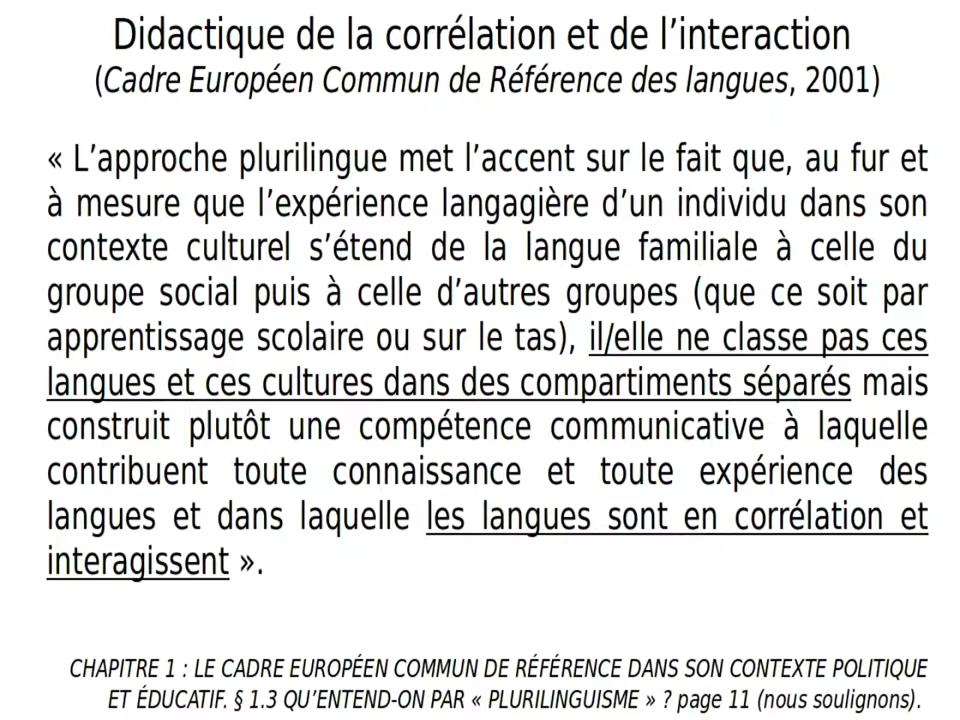 Didactique de la corrélation et de l’interaction
(Cadre Européen Commun de Référence des langues, 2001)
« L’approche plurilingue met l’accent sur le fait que, au fur et
à mesure que l’expérience langagière d’un individu dans son
contexte culturel s’étend de la langue familiale à celle du
groupe social puis à celle d’autres groupes (que ce soit par
apprentissage scolaire ou sur le tas), il/elle ne classe pas ces
langues et ces cultures dans des compartiments séparés mais
construit plutôt une compétence communicative à laquelle
contribuent toute connaissance et toute expérience des
langues et dans laquelle les langues sont en corrélation et
interagissent ».
CHAPITRE 1 : LE CADRE EUROPÉEN COMMUN DE RÉFÉRENCE DANS SON CONTEXTE POLITIQUE
ET ÉDUCATIF. § 1.3 QU’ENTEND-ON PAR « PLURILINGUISME » ? page 11 (nous soulignons).